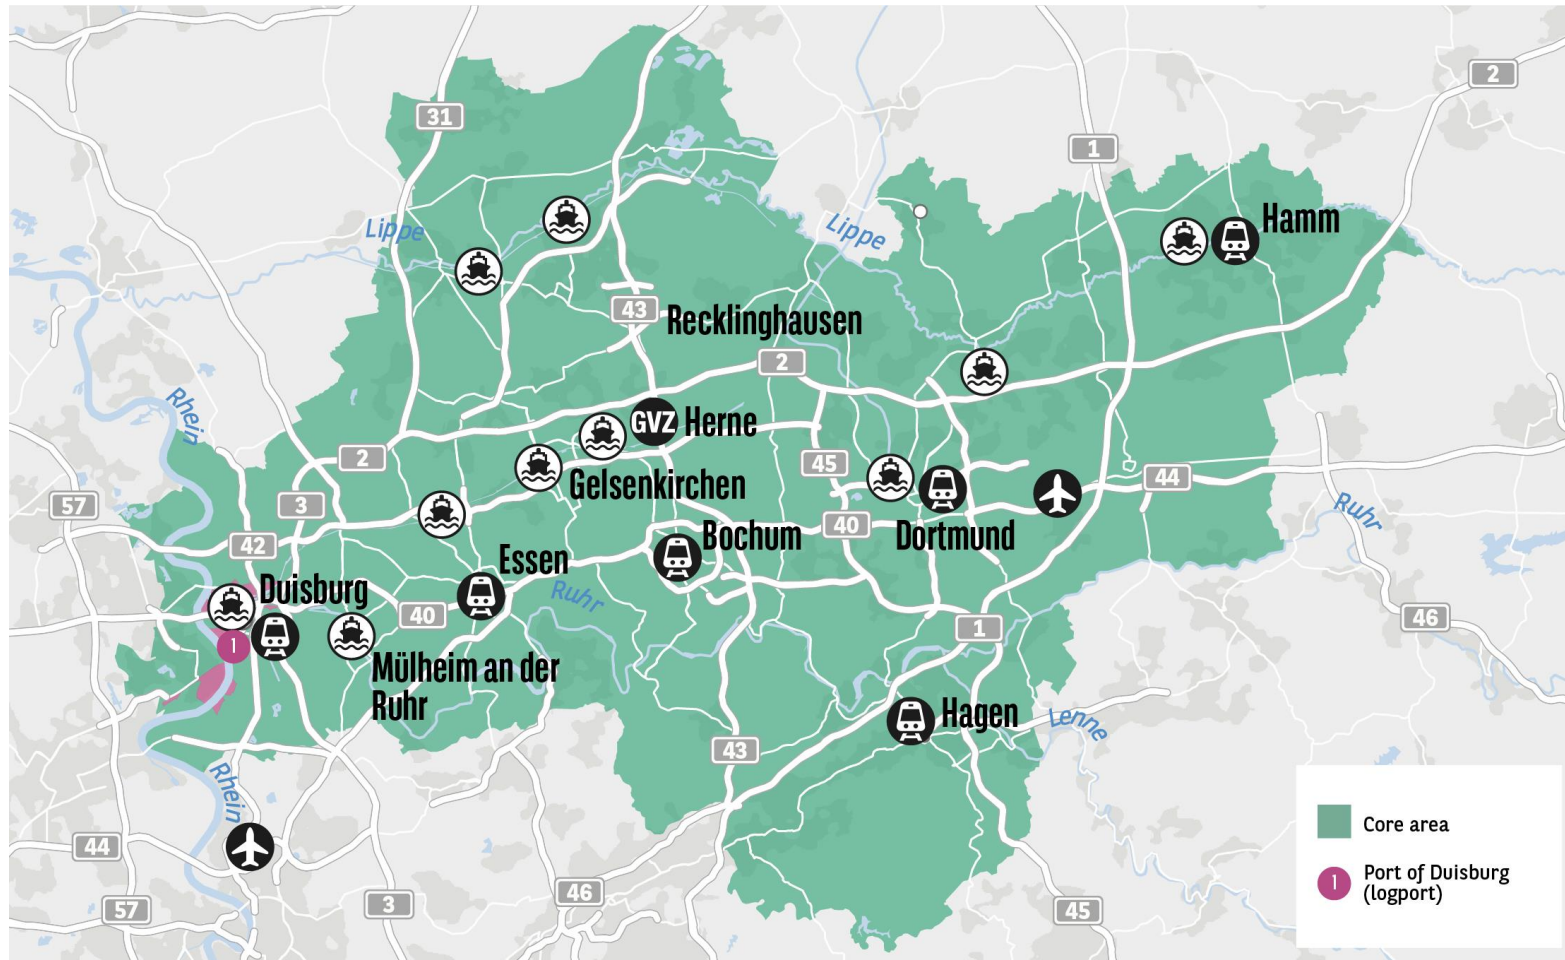 2
31
1
Hamm
Lippe
Lippe
43
Recklinghausen
2
Rhein
GVZ
Herne
2
45
44
Gelsenkirchen
3
57
Ruhr
40
Bochum
Dortmund
42
Essen
Duisburg
Ruhr
40
46
1
1
Mülheim an der
Ruhr
Hagen
Lenne
43
Rhein
Core area
44
1
Port of Duisburg
(logport)
46
3
57
45